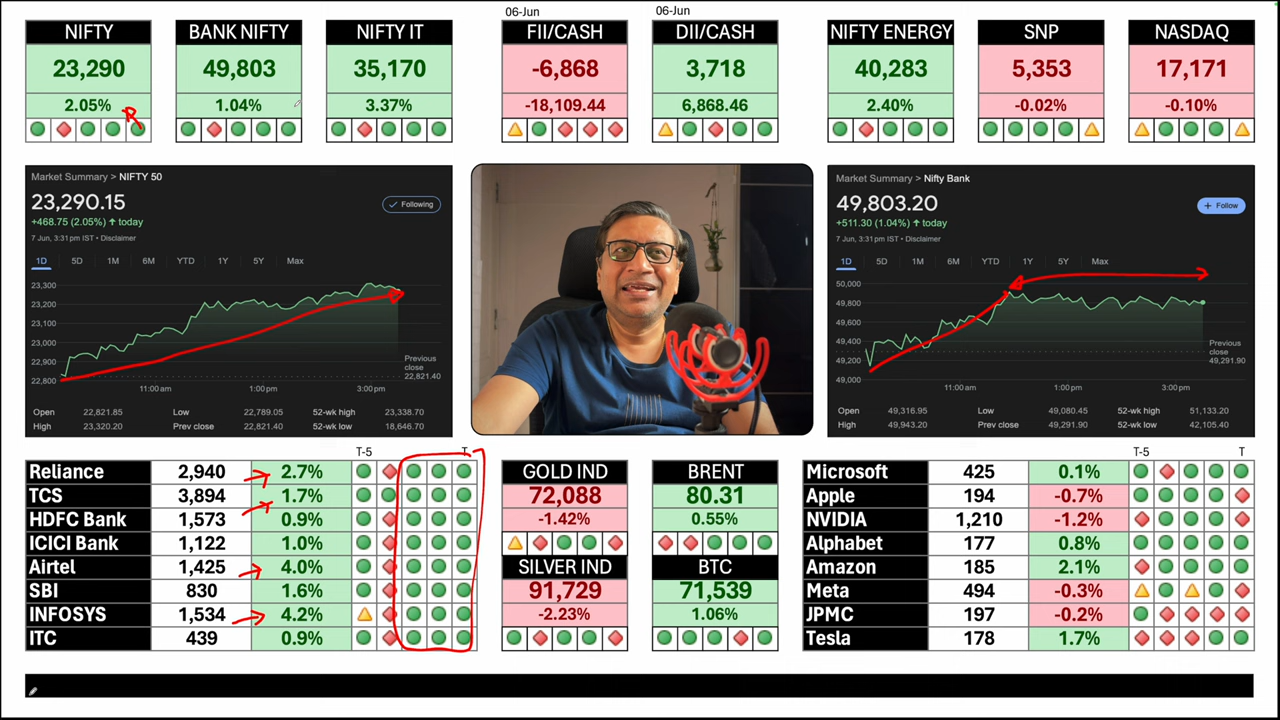 06-Jun
06-Jun
NIFTY
BANK NIFTY
NIFTY IT
FII/CASH
DII/CASH
NIFTY ENERGY
SNP
NASDAQ
23,290
49,803
35,170
-6,868
3,718
40,283
5,353
17,171
2.05%
1.04%
3.37%
-18,109.44
6,868.46
2.40%
-0.02%
-0.10%
Market Summary > NIFTY 50
23,290.15
Following
+468.75 (2.05%) ↑ today
7 Jun, 3:31 pm IST • Disclaimer
1D 5D 1M 6M YTD 1Y 5Y Max
23,300
23,200
23,100
23,000
22,900
22,800
Previous
close
22,821.40
11:00 am 1:00 pm 3:00 pm
Open 22,821.85 Low 22,789.05 52-wk high 23,338.70
High 23,320.20 Prev close 22,821.40 52-wk low 18,646.70
Market Summary > Nifty Bank
49,803.20
+ Follow
+511.30 (1.04%) ↑ today
7 Jun, 3:31 pm IST • Disclaimer
1D 5D 1M 6M YTD 1Y 5Y Max
50,000
49,800
49,600
49,400
49,200
49,000
Previous
close
49,291.90
11:00 am 1:00 pm 3:00 pm
Open 49,316.95 Low 49,080.45 52-wk high 51,133.20
High 49,943.20 Prev close 49,291.90 52-wk low 42,105.40
T-5 T
Reliance 2,940 2.7%
TCS 3,894 1.7%
HDFC Bank 1,573 0.9%
ICICI Bank 1,122 1.0%
Airtel 1,425 4.0%
SBI 830 1.6%
INFOSYS 1,534 4.2%
ITC 439 0.9%
GOLD IND
72,088
-1.42%
SILVER IND
91,729
-2.23%
BRENT
80.31
0.55%
BTC
71,539
1.06%
T-5 T
Microsoft 425 0.1%
Apple 194 -0.7%
NVIDIA 1,210 -1.2%
Alphabet 177 0.8%
Amazon 185 2.1%
Meta 494 -0.3%
JPMC 197 -0.2%
Tesla 178 1.7%